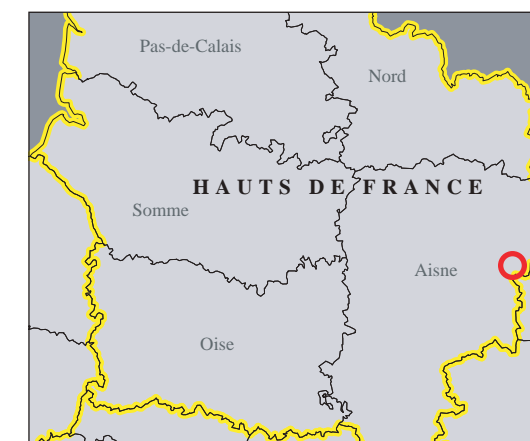 Pas-de-Calais
Nord
HAUTS DE FRANCE
Somme
Aisne
Oise